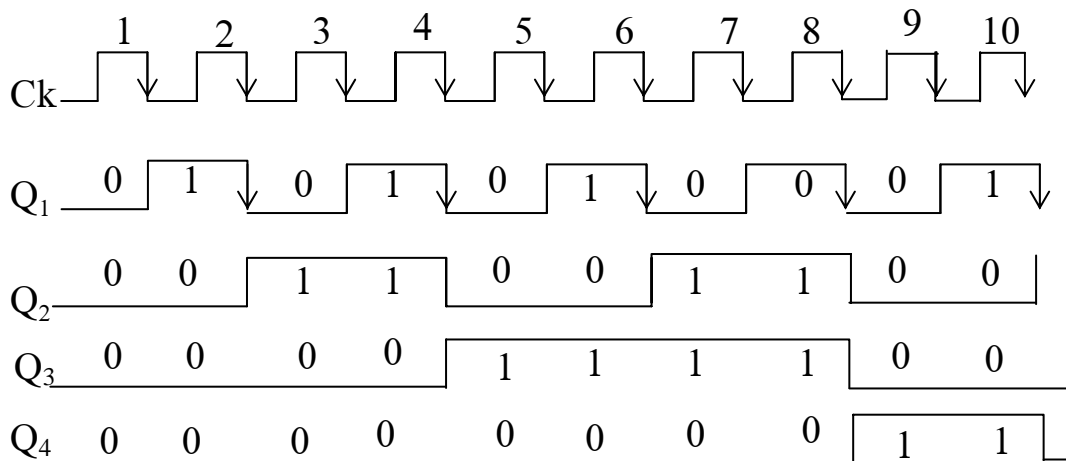 1 2 3 4 5 6 7 8 9 10
Ck
Q₁ 0 1 0 1 0 1 0 0 0 1
Q₂ 0 0 1 1 0 0 1 1 0 0
Q₃ 0 0 0 0 1 1 1 1 0 0
Q₄ 0 0 0 0 0 0 0 0 1 1